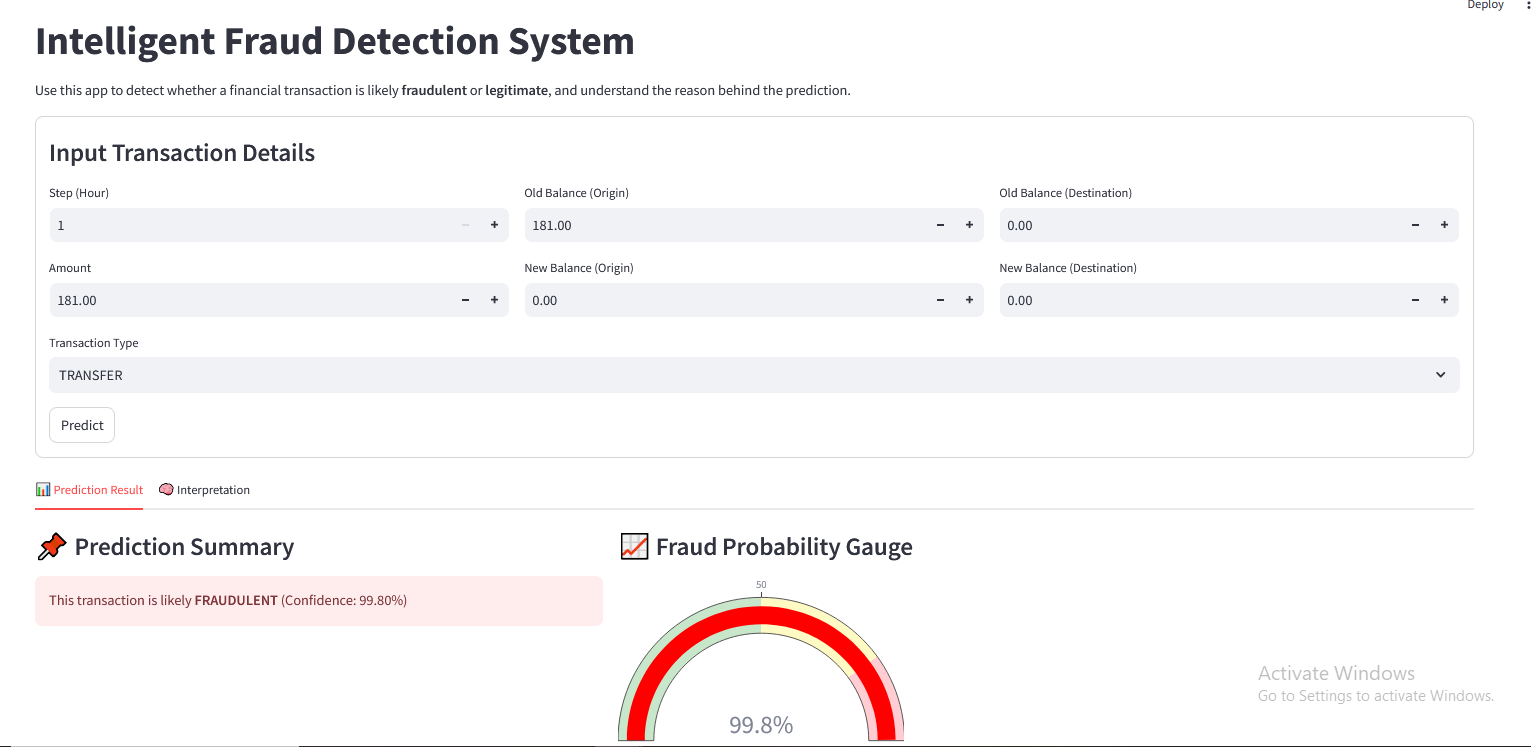 Deploy
Intelligent Fraud Detection System
Use this app to detect whether a financial transaction is likely fraudulent or legitimate, and understand the reason behind the prediction.
Input Transaction Details
Step (Hour)
Old Balance (Origin)
Old Balance (Destination)
1
181.00
0.00
Amount
New Balance (Origin)
New Balance (Destination)
181.00
0.00
0.00
Transaction Type
TRANSFER
Predict
Prediction Result
Interpretation
Prediction Summary
Fraud Probability Gauge
This transaction is likely FRAUDULENT (Confidence: 99.80%)
50
99.8%
Activate Windows
Go to Settings to activate Windows.